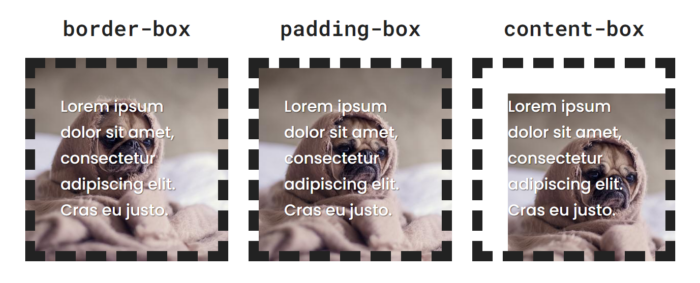 border-box
padding-box
content-box
Lorem ipsum
dolor sit amet,
consectetur
adipiscing elit.
Cras eu justo.
Lorem ipsum
dolor sit amet,
consectetur
adipiscing elit.
Cras eu justo.
Lorem ipsum
dolor sit amet,
consectetur
adipiscing elit.
Cras eu justo.